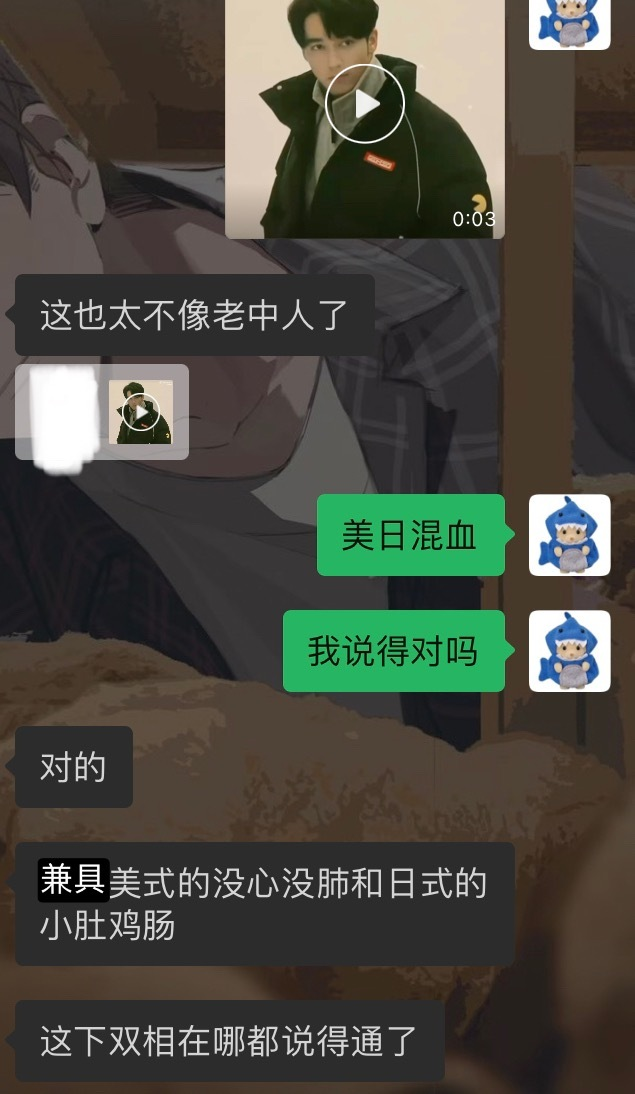 0:03
这也太不像老中人了
美日混血
我说得对吗
对的
兼具美式的没心没肺和日式的
小肚鸡肠
这下双相在哪都说得通了